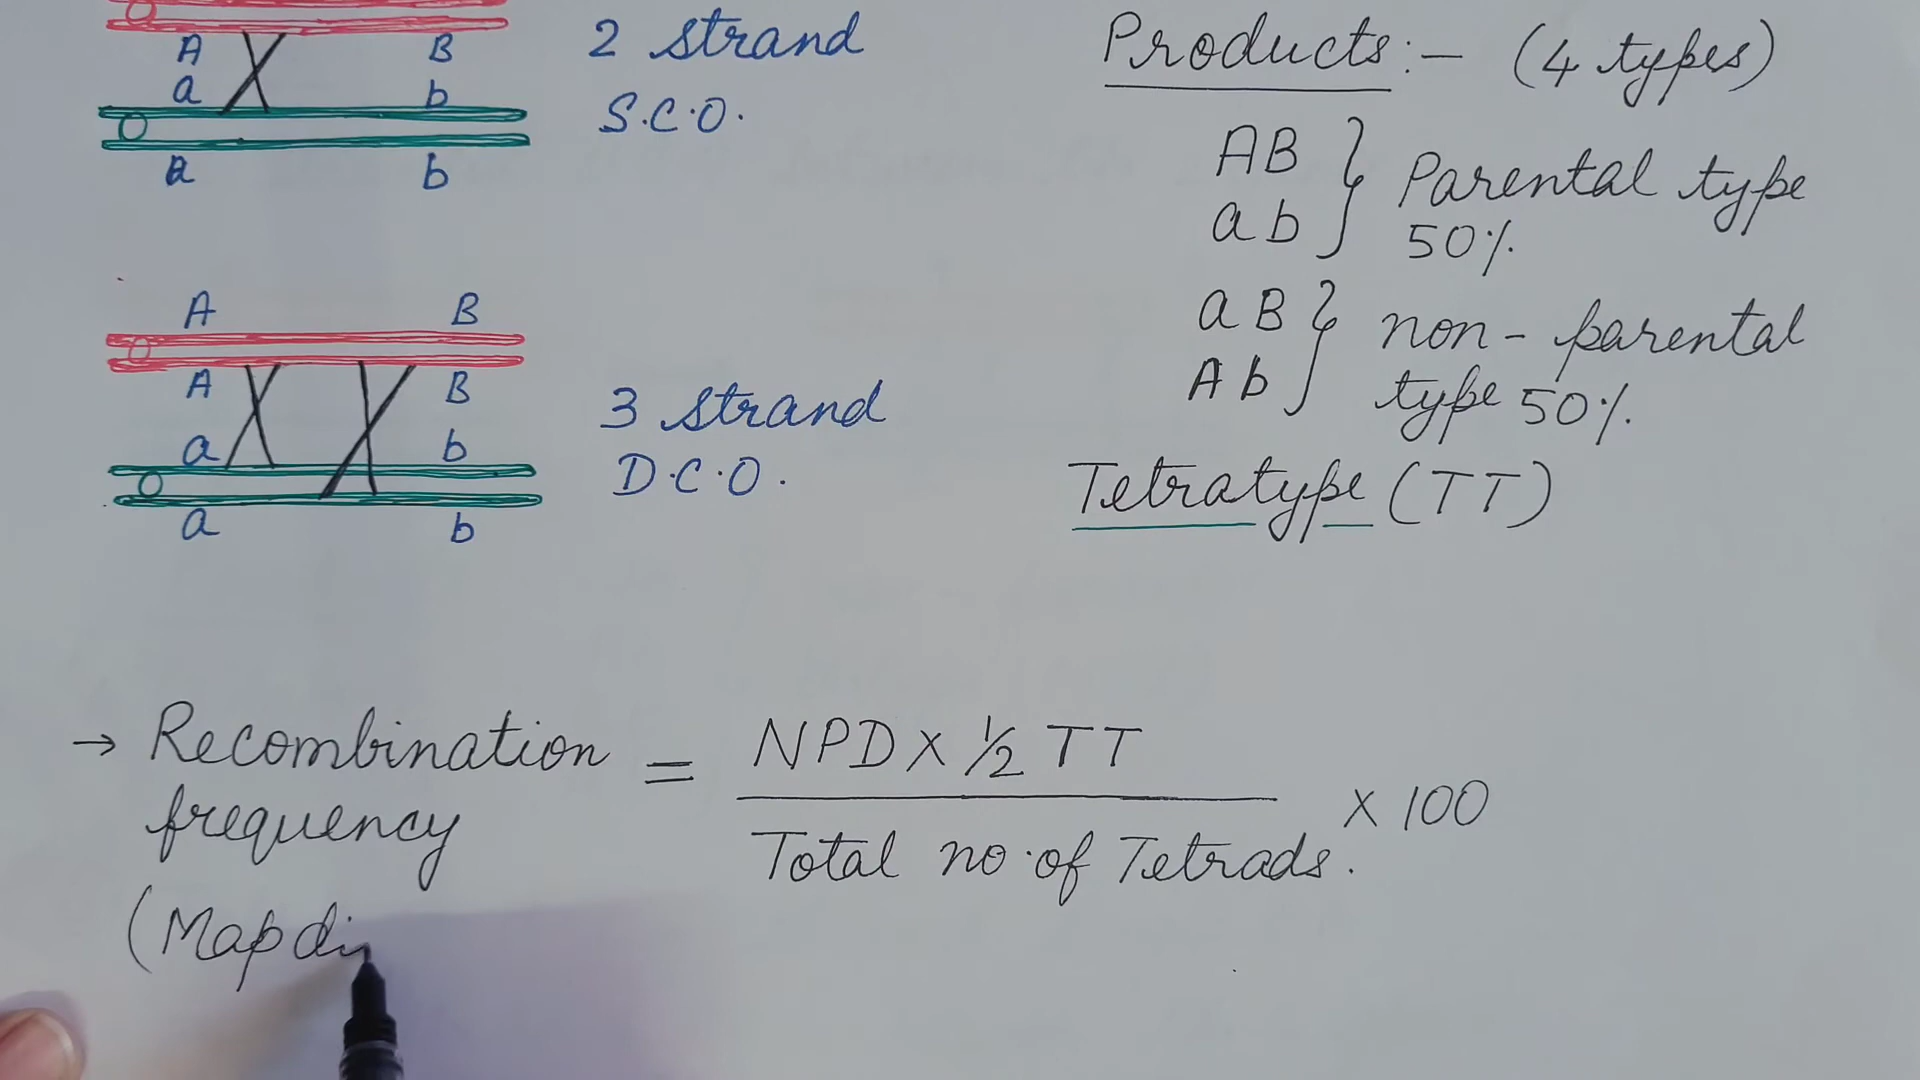 A B
a b
a b
2 strand
S.C.O.
A B
A B
a b
a b
3 strand
D.C.O.
Products:- (4 types)
AB
ab
Parental type
50%
aB
Ab
non-parental
type 50%.
Tetratype (TT)
→ Recombination
frequency
(Map di
= NPD X 1/2 TT
Total no. of Tetrads.
X 100